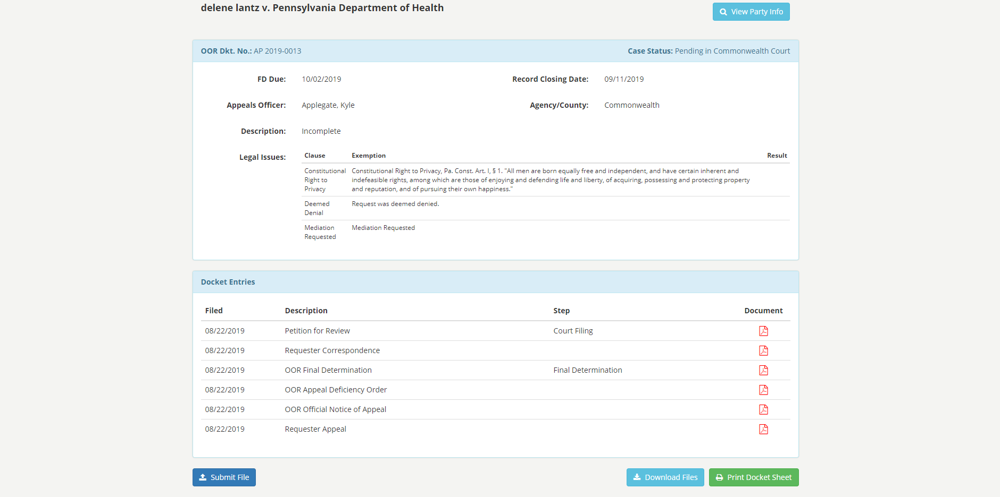 delene lantz v. Pennsylvania Department of Health
View Party Info
OOR Dkt. No.: AP 2019-0013
Case Status: Pending in Commonwealth Court
FD Due: 10/02/2019
Record Closing Date: 09/11/2019
Appeals Officer: Applegate, Kyle
Agency/County: Commonwealth
Description: Incomplete
Legal Issues:
Clause Exemption Result
Constitutional Right to Privacy, Pa. Const. Art. I, § 1. "All men are born equally free and independent, and have certain inherent and
indefeasible rights, among which are those of enjoying and defending life and liberty, of acquiring, possessing and protecting property
and reputation, and of pursuing their own happiness."
Constitutional
Right to
Privacy
Deemed
Denial
Request was deemed denied.
Mediation
Requested
Mediation Requested
Docket Entries
Filed Description Step Document
08/22/2019 Petition for Review Court Filing
08/22/2019 Requester Correspondence
08/22/2019 OOR Final Determination Final Determination
08/22/2019 OOR Appeal Deficiency Order
08/22/2019 OOR Official Notice of Appeal
08/22/2019 Requester Appeal
Submit File
Download Files
Print Docket Sheet